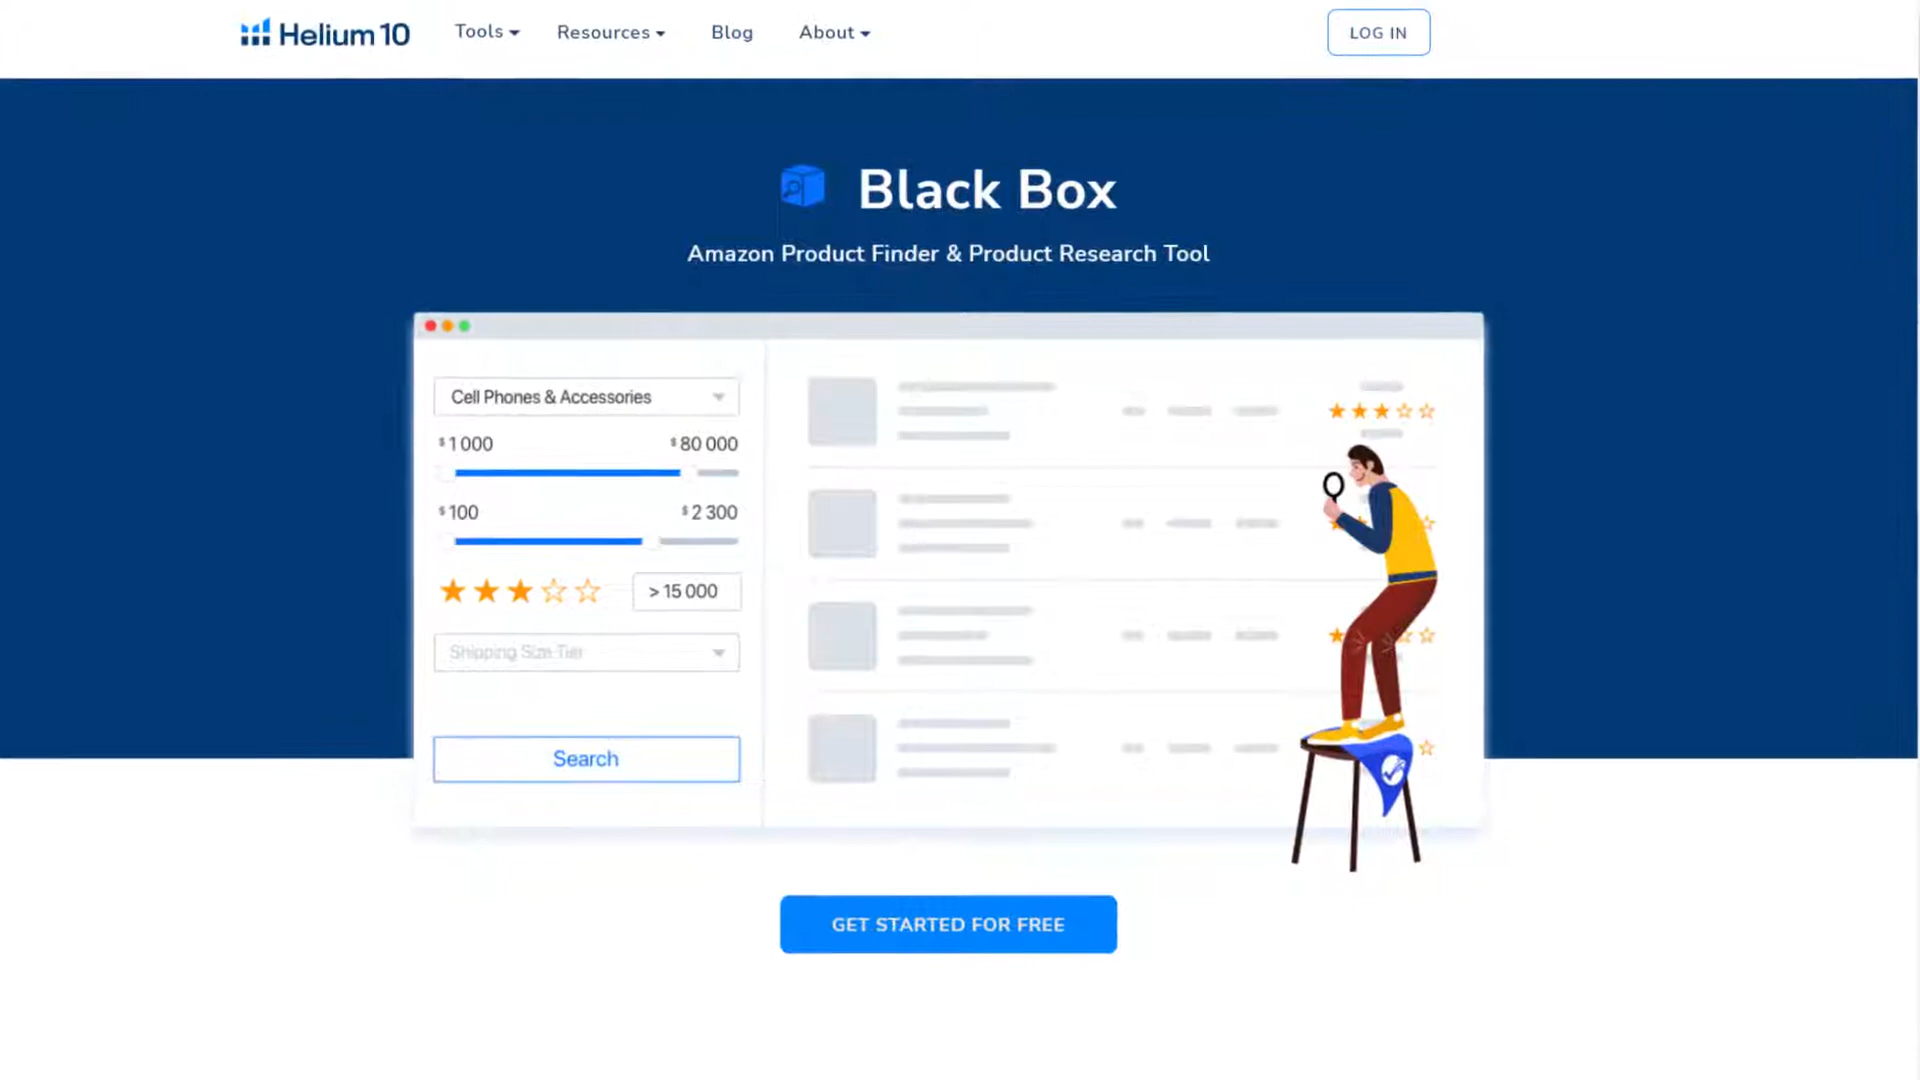 Helium 10
Tools
Resources
Blog
About
LOG IN
Black Box
Amazon Product Finder & Product Research Tool
Cell Phones & Accessories
$1 000
$80 000
$100
$2 300
> 15 000
Shipping Size Tier
Search
GET STARTED FOR FREE